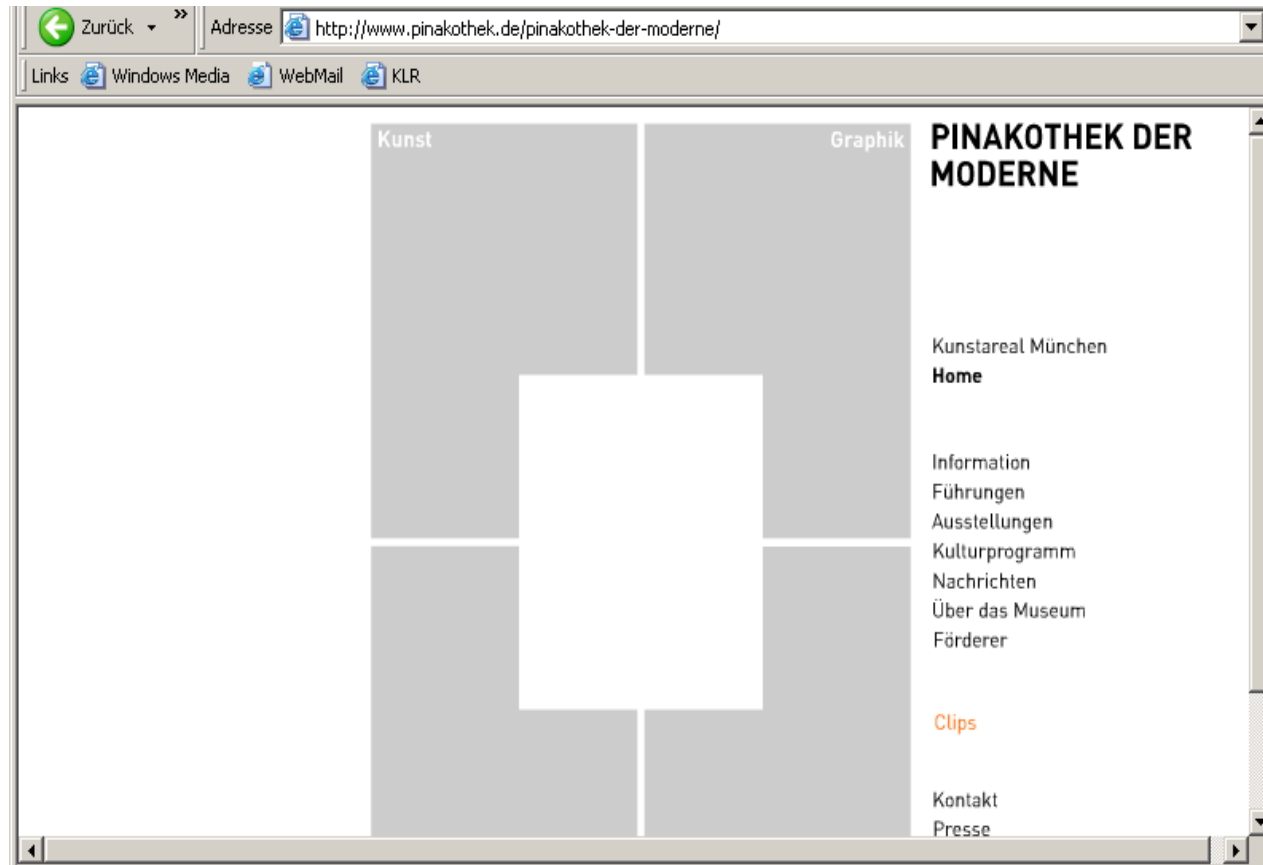 Zurück
Adresse http://www.pinakothek.de/pinakothek-der-moderne/
Links Windows Media WebMail KLR
Kunst
Graphik
PINAKOTHEK DER
MODERNE
Kunstareal München
Home
Information
Führungen
Ausstellungen
Kulturprogramm
Nachrichten
Über das Museum
Förderer
Clips
Kontakt
Presse